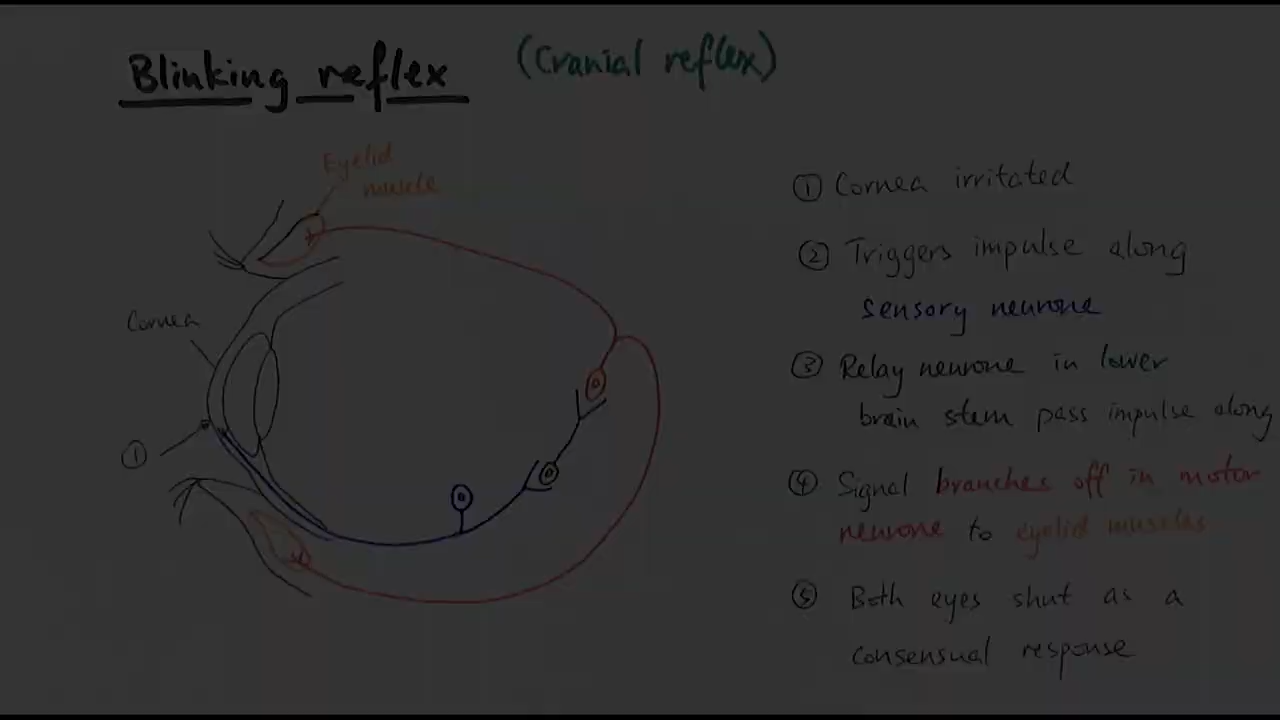 Blinking reflex (Cranial reflex)
Eyelid
muscle
Cornea
①
① Cornea irritated
② Triggers impulse along
sensory neurone
③ Relay neurone in lower
brain stem pass impulse along
④ Signal branches off in motor
neurone to eyelid muscles
⑤ Both eyes shut as a
consensual response